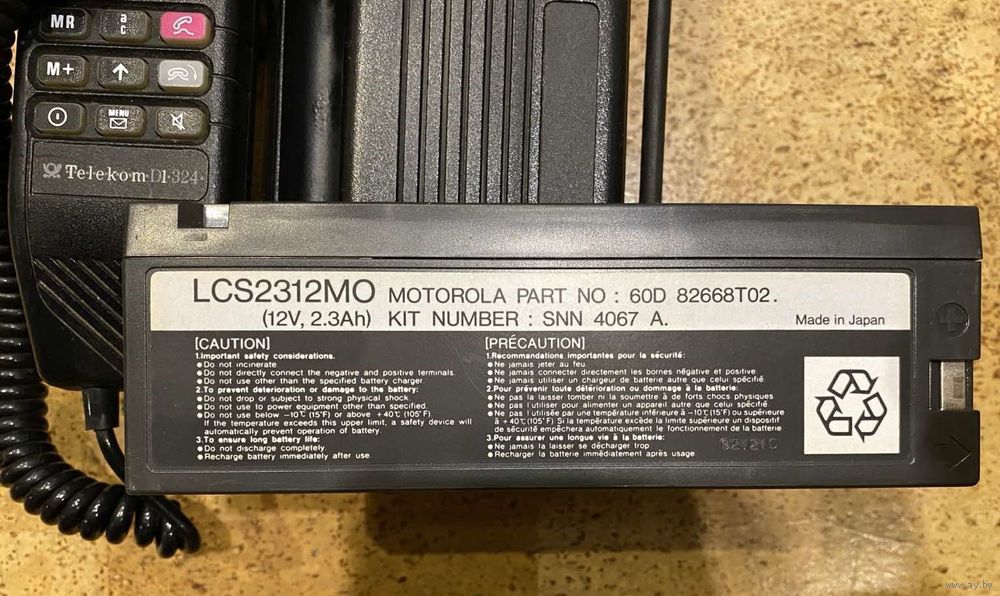 MR
a
c
M+
MENU
Telekom D1·324
LCS2312MO MOTOROLA PART NO : 60D 82668T02.
(12V, 2.3Ah) KIT NUMBER : SNN 4067 A.
Made in Japan
[CAUTION]
1.Important safety considerations.
● Do not incinerate
● Do not directly connect the negative and positive terminals.
● Do not use other than the specified battery charger.
2.To prevent deterioration or damage to the battery:
● Do not drop or subject to strong physical shock.
● Do not use to power equipment other than specified.
● Do not use below −10°C (15°F) or above +40°C (105°F)
If the temperature exceeds this upper limit, a safety device will
automatically prevent operation of battery.
3.To ensure long battery life:
● Do not discharge completely
● Recharge battery immediately after use.
[PRÉCAUTION]
1.Recommandations importantes pour la sécurité:
● Ne jamais jeter au feu.
● Ne jamais connecter directement les bornes négative et positive
● Ne jamais utiliser un chargeur de batterie autre que celui spécifié.
2.Pour prévenir toute détérioration ou dommage à la batterie:
● Ne pas la laisser tomber ni la soumettre à de forts chocs physiques
● Ne pas l'utiliser pour alimenter un appareil autre que celui spécifié.
● Ne pas l'utilisée par une température inférieure à −10°C (15°F) ou supérieure
à +40°C (105°F) Si la température excède la limite supérieure un dispositif
de sécurité empêchera automatiquement le fonctionnement de la batterie
3.Pour assurer une longue vie à la batterie:
● Ne jamais la laisser se décharger trop
● Recharger la batterie immédiatement après usage
www.ay.by